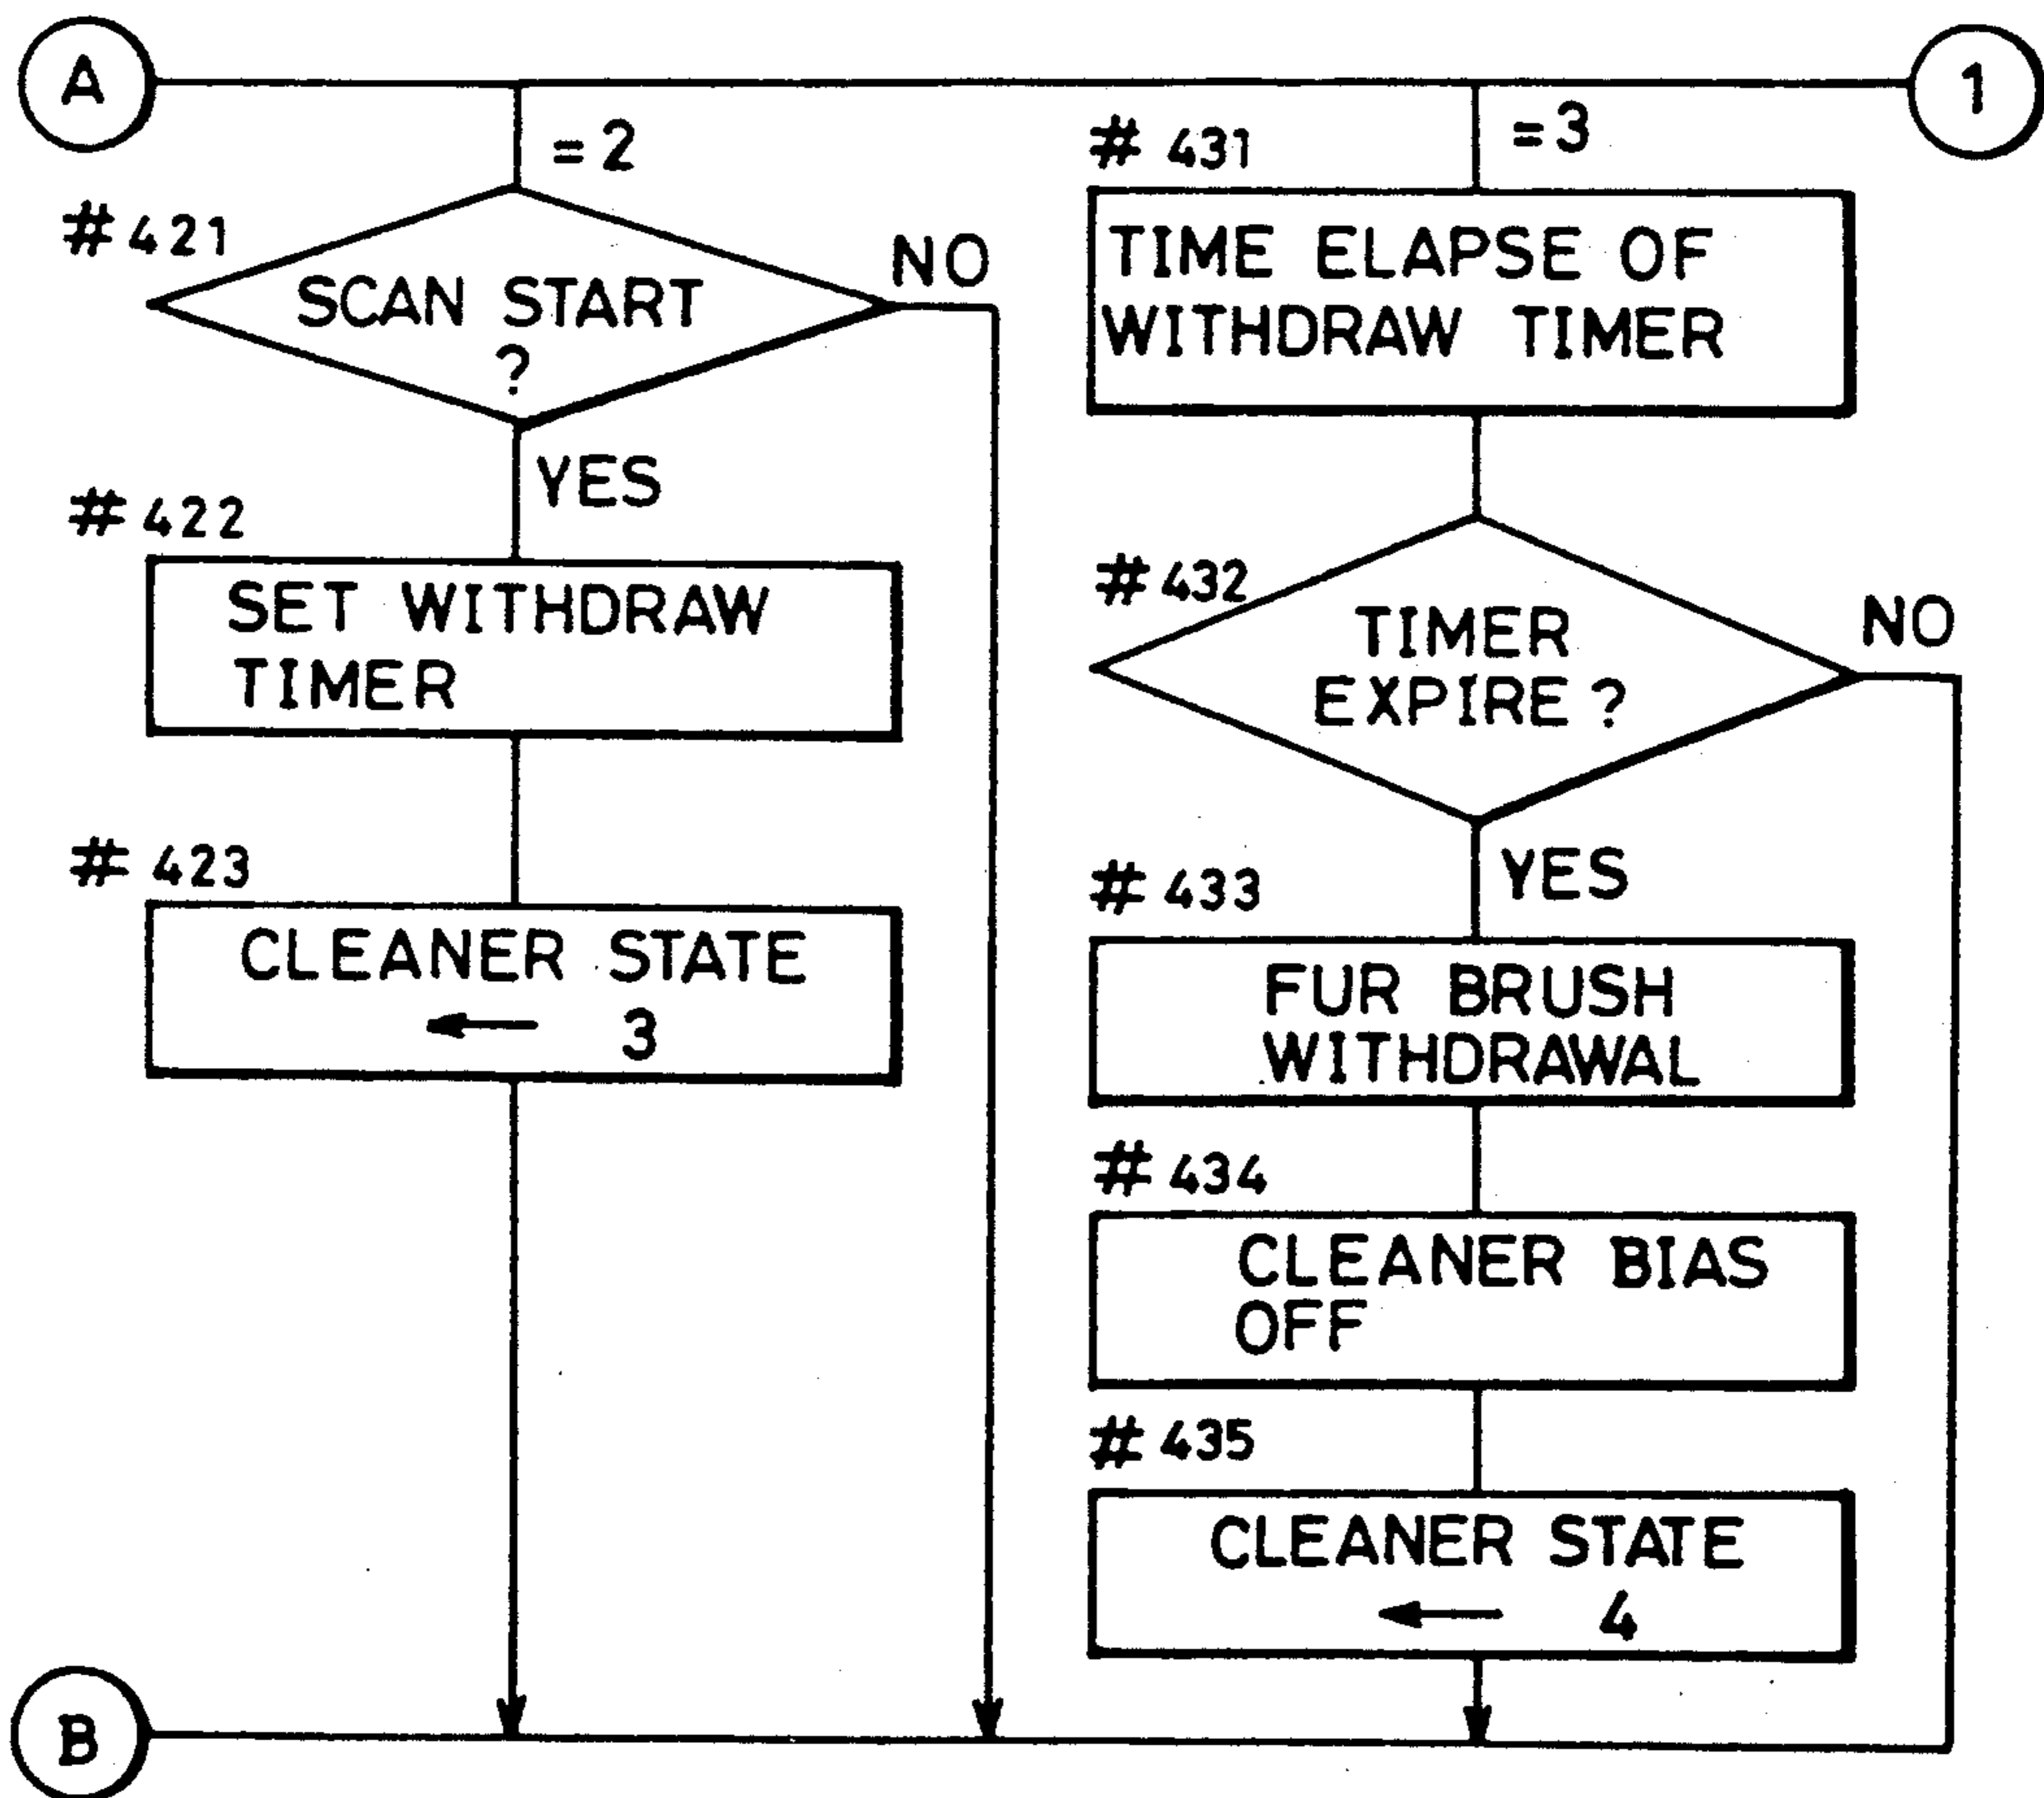 A
1
=2
#421
SCAN START
?
NO
YES
#422
SET WITHDRAW
TIMER
#423
CLEANER STATE
← 3
=3
#431
TIME ELAPSE OF
WITHDRAW TIMER
#432
TIMER
EXPIRE ?
NO
YES
#433
FUR BRUSH
WITHDRAWAL
#434
CLEANER BIAS
OFF
#435
CLEANER STATE
← 4
B